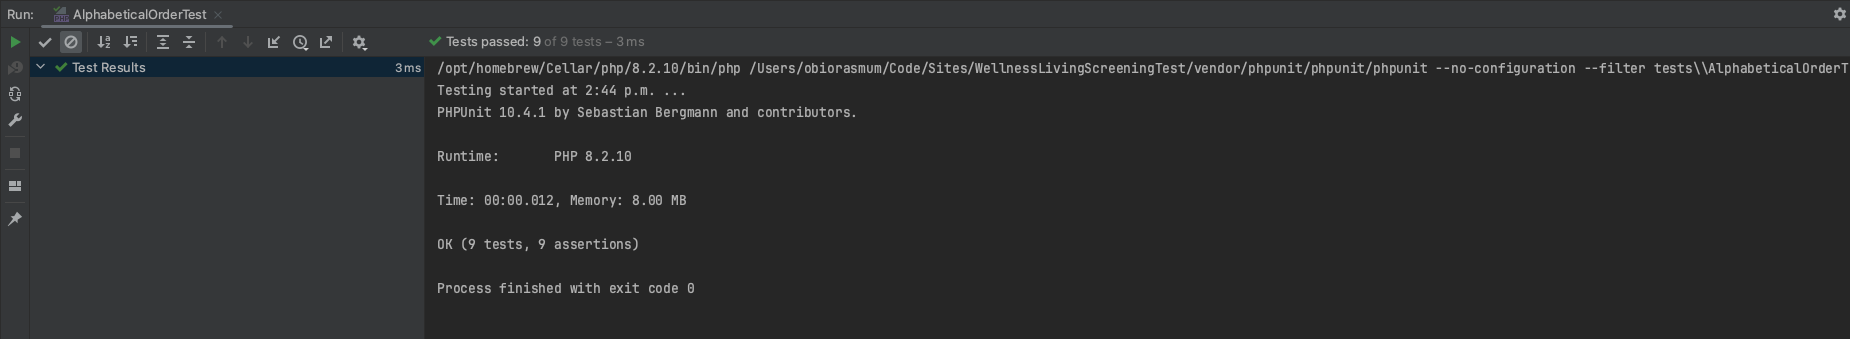 Run: AlphabeticalOrderTest
Tests passed: 9 of 9 tests – 3 ms
Test Results 3 ms
/opt/homebrew/Cellar/php/8.2.10/bin/php /Users/obiorasmum/Code/Sites/WellnessLivingScreeningTest/vendor/phpunit/phpunit/phpunit --no-configuration --filter tests\\AlphabeticalOrderT
Testing started at 2:44 p.m. ...
PHPUnit 10.4.1 by Sebastian Bergmann and contributors.
Runtime:       PHP 8.2.10
Time: 00:00.012, Memory: 8.00 MB
OK (9 tests, 9 assertions)
Process finished with exit code 0